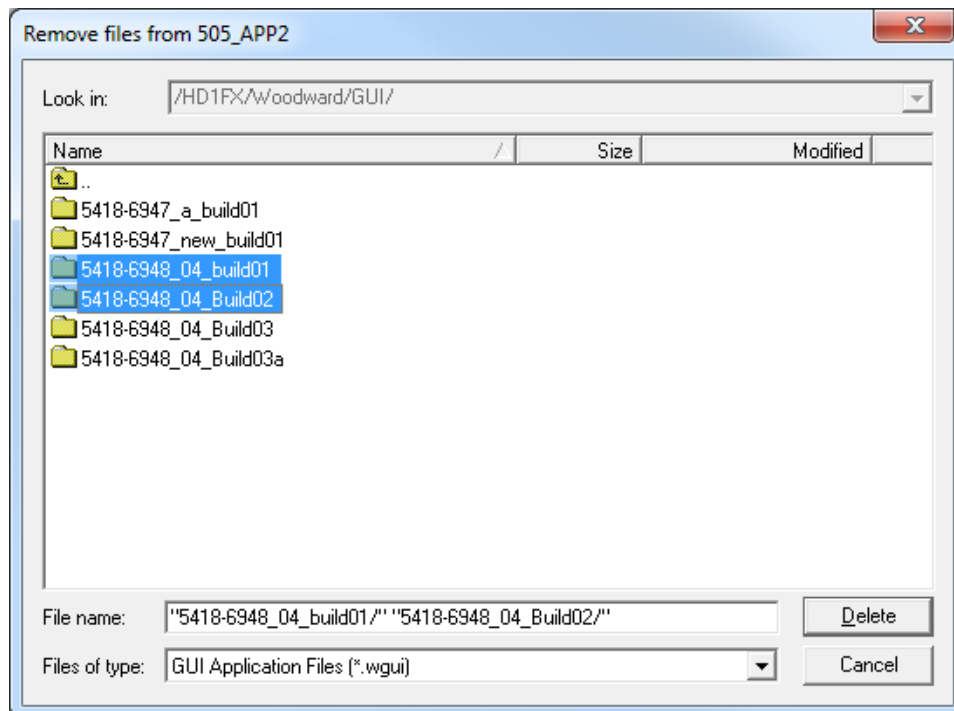 Remove files from 505_APP2
Look in: /HD1FX/Woodward/GUI/
Name Size Modified
..
5418-6947_a_build01
5418-6947_new_build01
5418-6948_04_build01
5418-6948_04_Build02
5418-6948_04_Build03
5418-6948_04_Build03a
File name: "5418-6948_04_build01/" "5418-6948_04_Build02/" Delete
Files of type: GUI Application Files (*.wgui) Cancel